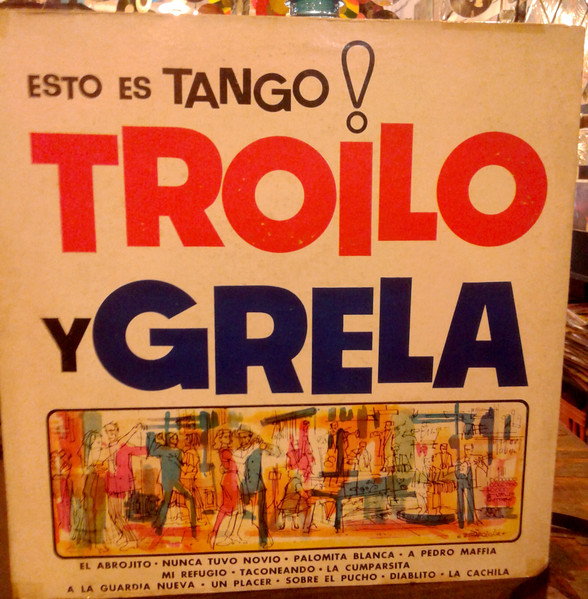 ESTO ES TANGO!
TROILO
Y GRELA
EL ABROJITO • NUNCA TUVO NOVIO • PALOMITA BLANCA • A PEDRO MAFFIA
MI REFUGIO • TACONEANDO • LA CUMPARSITA
A LA GUARDIA NUEVA • UN PLACER • SOBRE EL PUCHO • DIABLITO • LA CACHILA